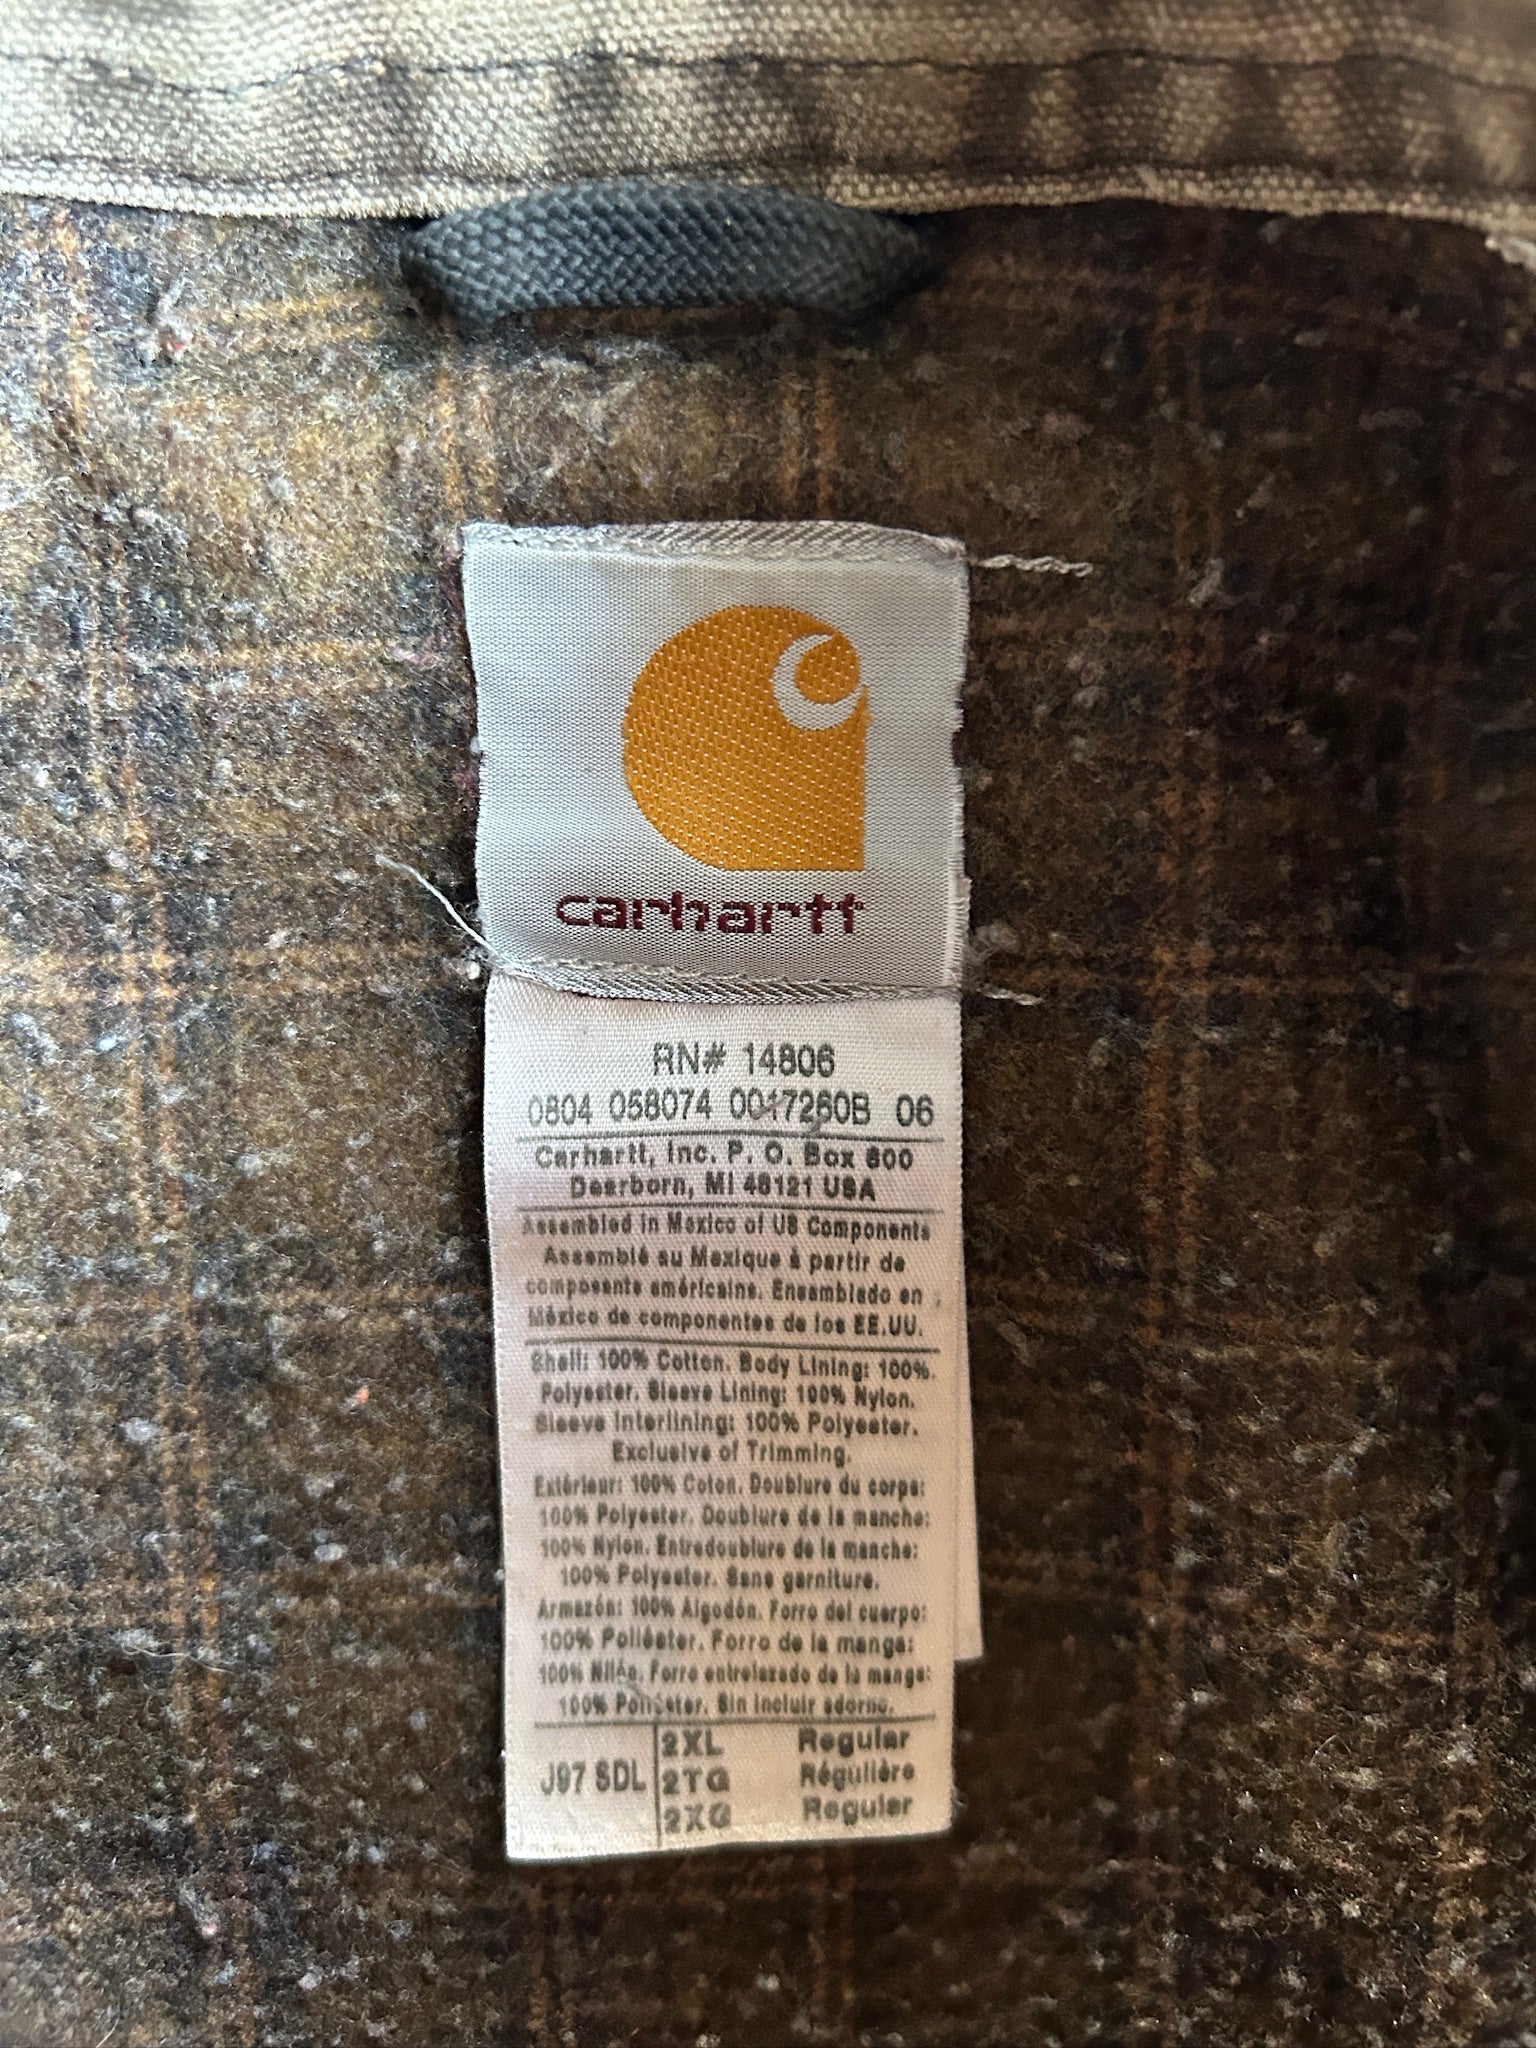 carhartt
RN# 14806
0804 058074 0047260B 06
Carhartt, Inc. P. O. Box 600
Dearborn, MI 48121 USA
Assembled in Mexico of US Components
Assemblé au Mexique à partir de
composants américains. Ensamblado en
México de componentes de los EE.UU.
Shell: 100% Cotton. Body Lining: 100%.
Polyester. Sleeve Lining: 100% Nylon.
Sleeve Interlining: 100% Polyester.
Exclusive of Trimming.
Extérieur: 100% Coton. Doublure du corps:
100% Polyester. Doublure de la manche:
100% Nylon. Entredoublure de la manche:
100% Polyester. Sans garniture.
Armazón: 100% Algodón. Forro del cuerpo:
100% Poliéster. Forro de la manga:
100% Nilón. Forro entrelazado de la manga:
100% Poliéster. Sin incluir adorno.
J97 SDL
2XL Regular
2TG Régulière
2XG Regular